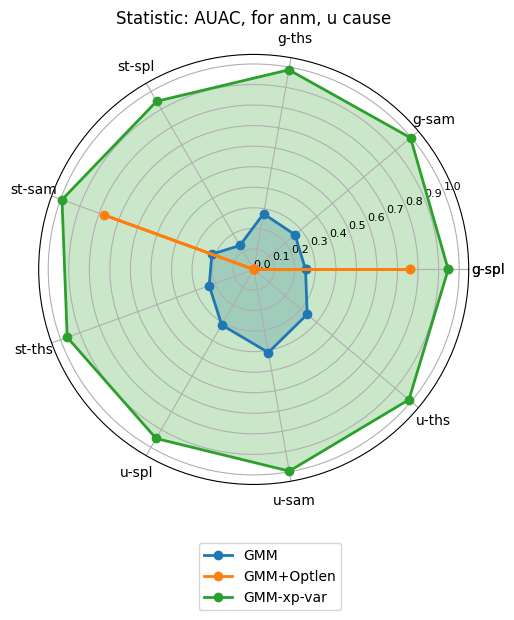 Statistic: AUAC, for anm, u cause
g-ths
st-spl
g-sam
st-sam
1.0
0.9
0.8
0.7
0.6
0.5
0.4
0.3
0.2
0.1
0.0
g-spl
st-ths
u-ths
u-spl
u-sam
GMM
GMM+Optlen
GMM-xp-var